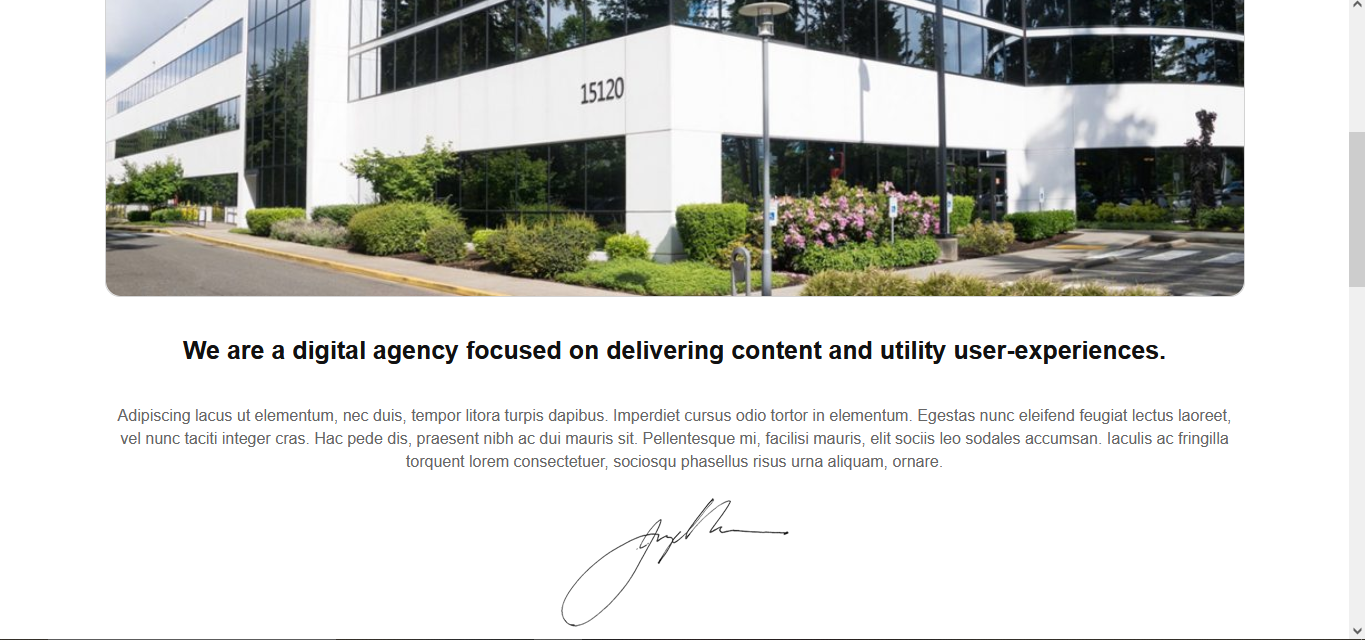 15120
We are a digital agency focused on delivering content and utility user-experiences.
Adipiscing lacus ut elementum, nec duis, tempor litora turpis dapibus. Imperdiet cursus odio tortor in elementum. Egestas nunc eleifend feugiat lectus laoreet,
vel nunc taciti integer cras. Hac pede dis, praesent nibh ac dui mauris sit. Pellentesque mi, facilisi mauris, elit sociis leo sodales accumsan. Iaculis ac fringilla
torquent lorem consectetuer, sociosqu phasellus risus urna aliquam, ornare.